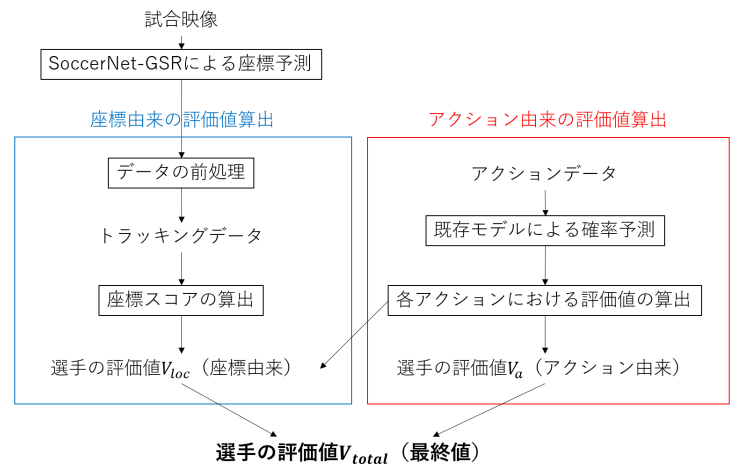 試合映像
SoccerNet-GSRによる座標予測
座標由来の評価値算出
データの前処理
トラッキングデータ
座標スコアの算出
選手の評価値V_loc（座標由来）
アクション由来の評価値算出
アクションデータ
既存モデルによる確率予測
各アクションにおける評価値の算出
選手の評価値V_a（アクション由来）
選手の評価値V_total（最終値）